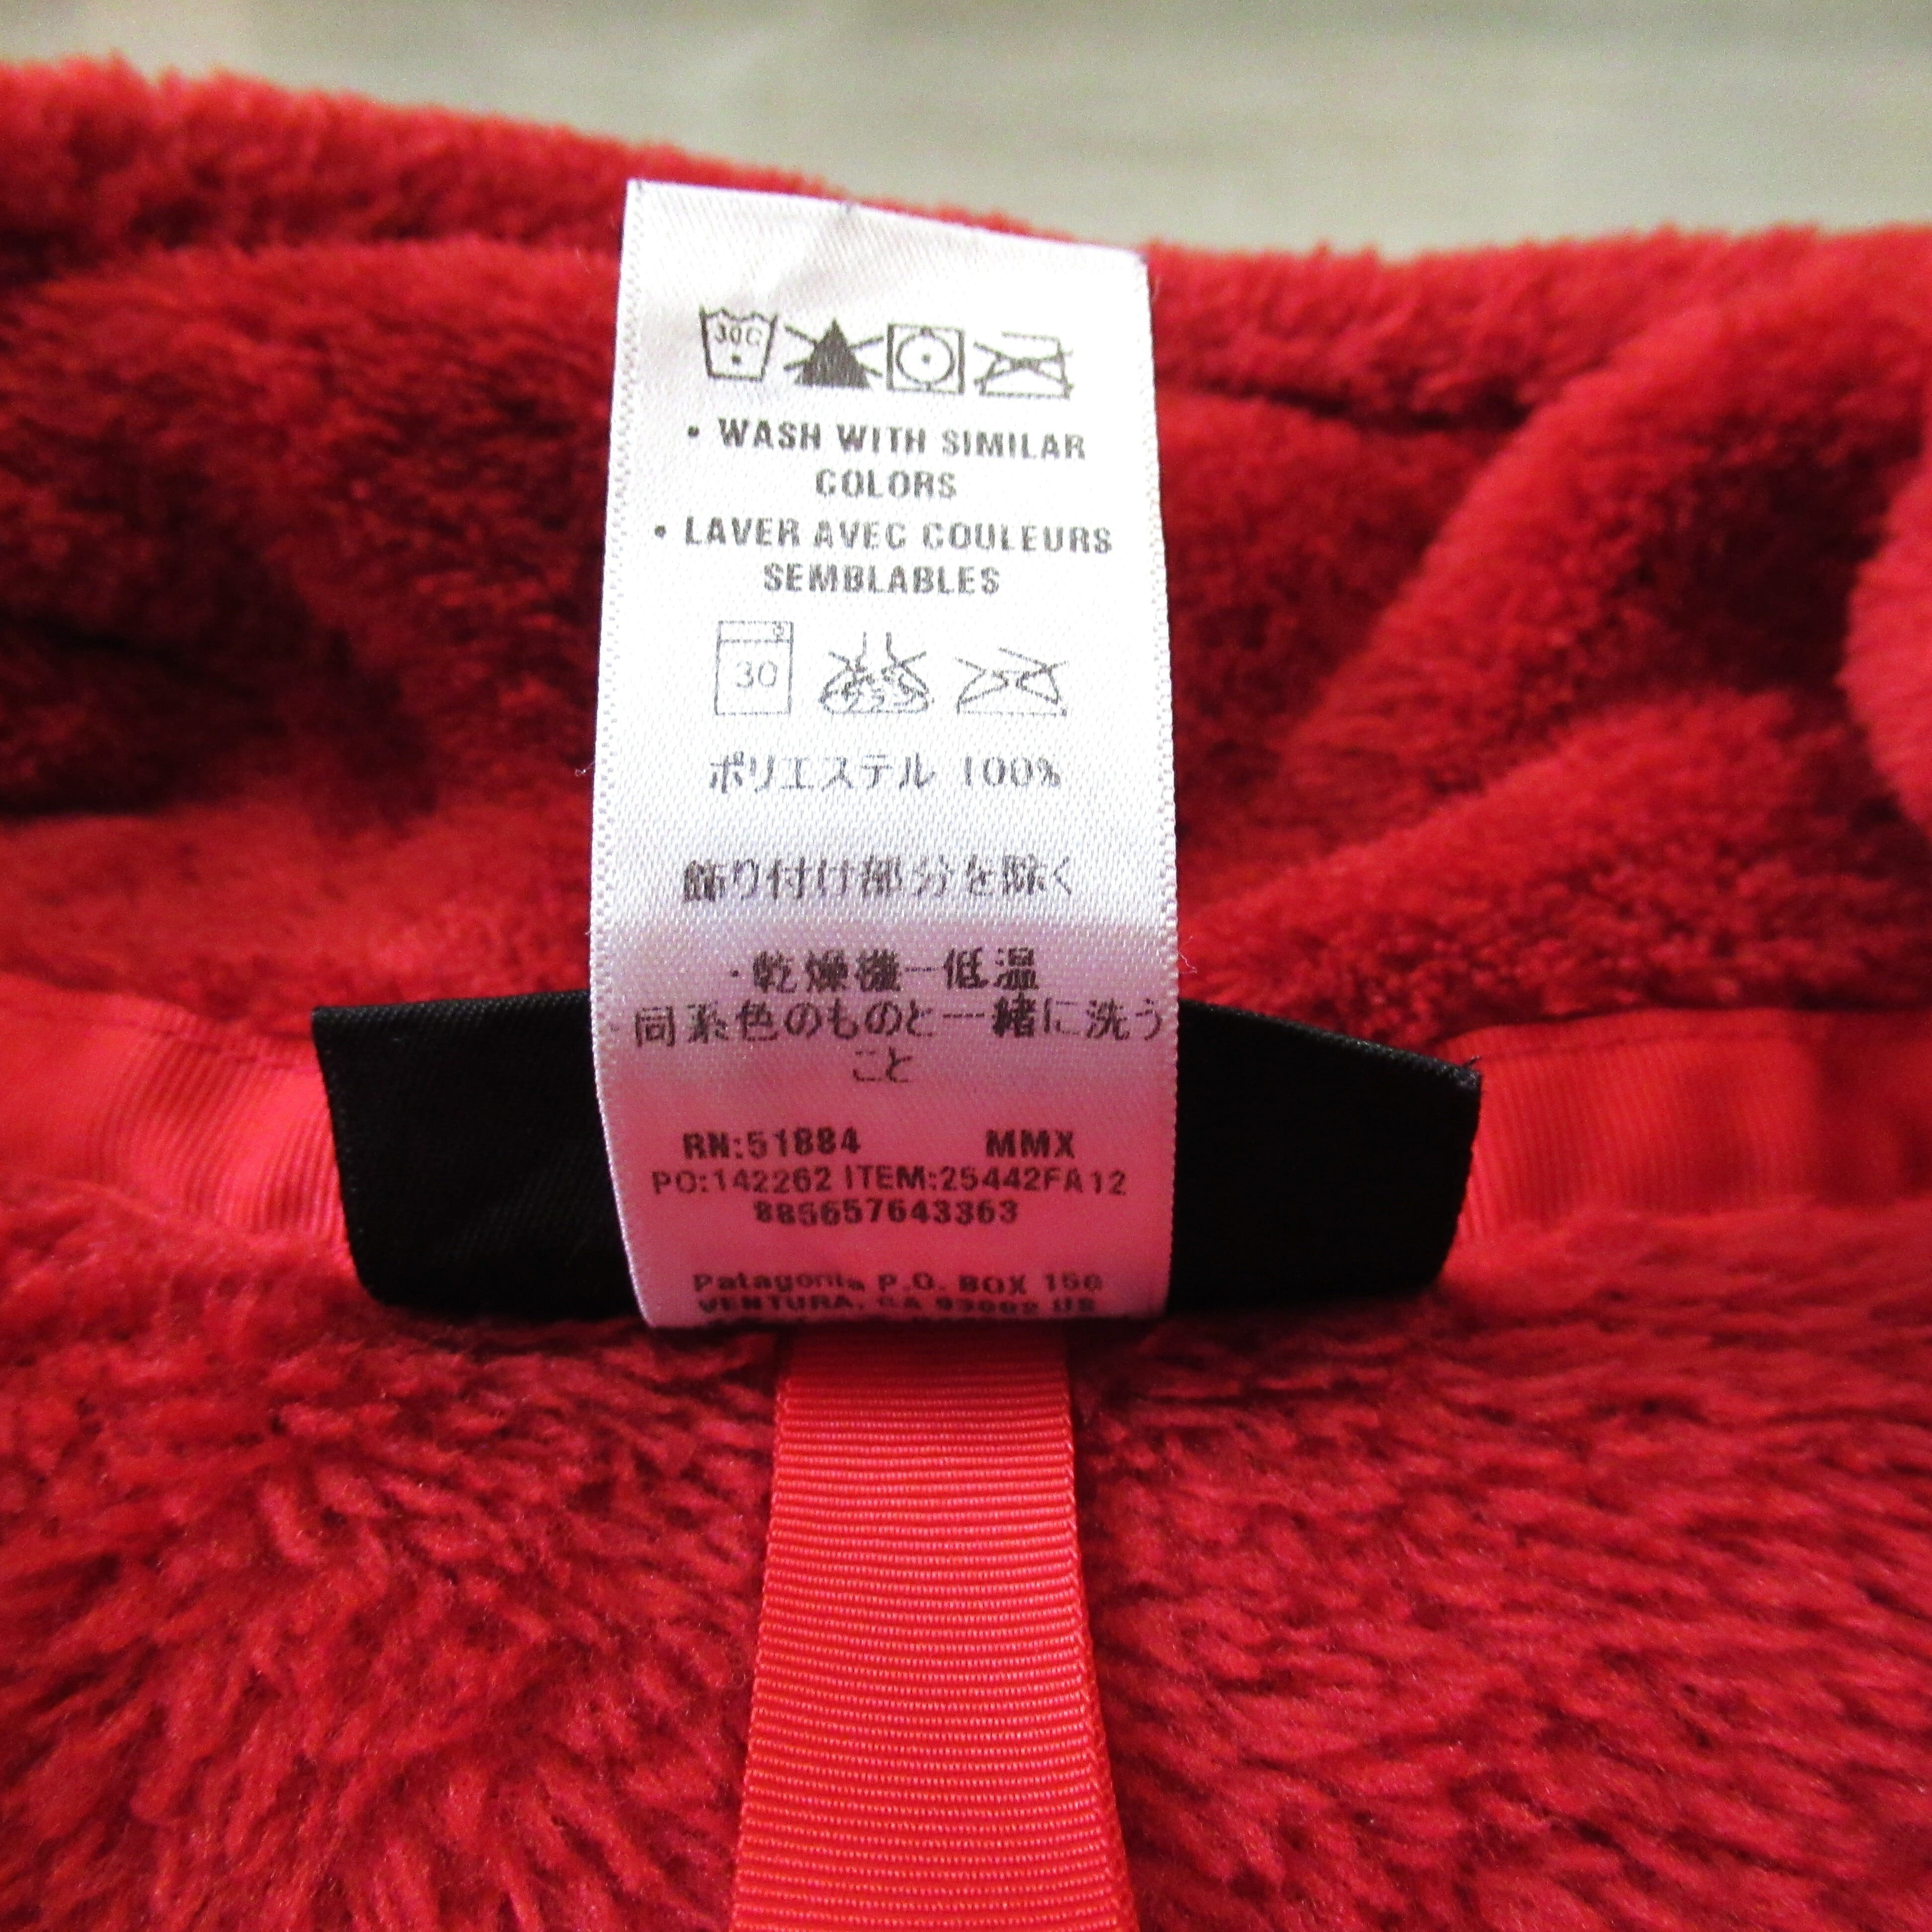 30C
• WASH WITH SIMILAR
COLORS
• LAVER AVEC COULEURS
SEMBLABLES
30
ポリエステル 100%
飾り付け部分を除く
・乾燥機ー低温
同系色のものと一緒に洗う
こと
RN:51884 MMX
PO:142262 ITEM:25442FA12
885657643363
Patagonia P.O. BOX 150
VENTURA, CA 93002 US